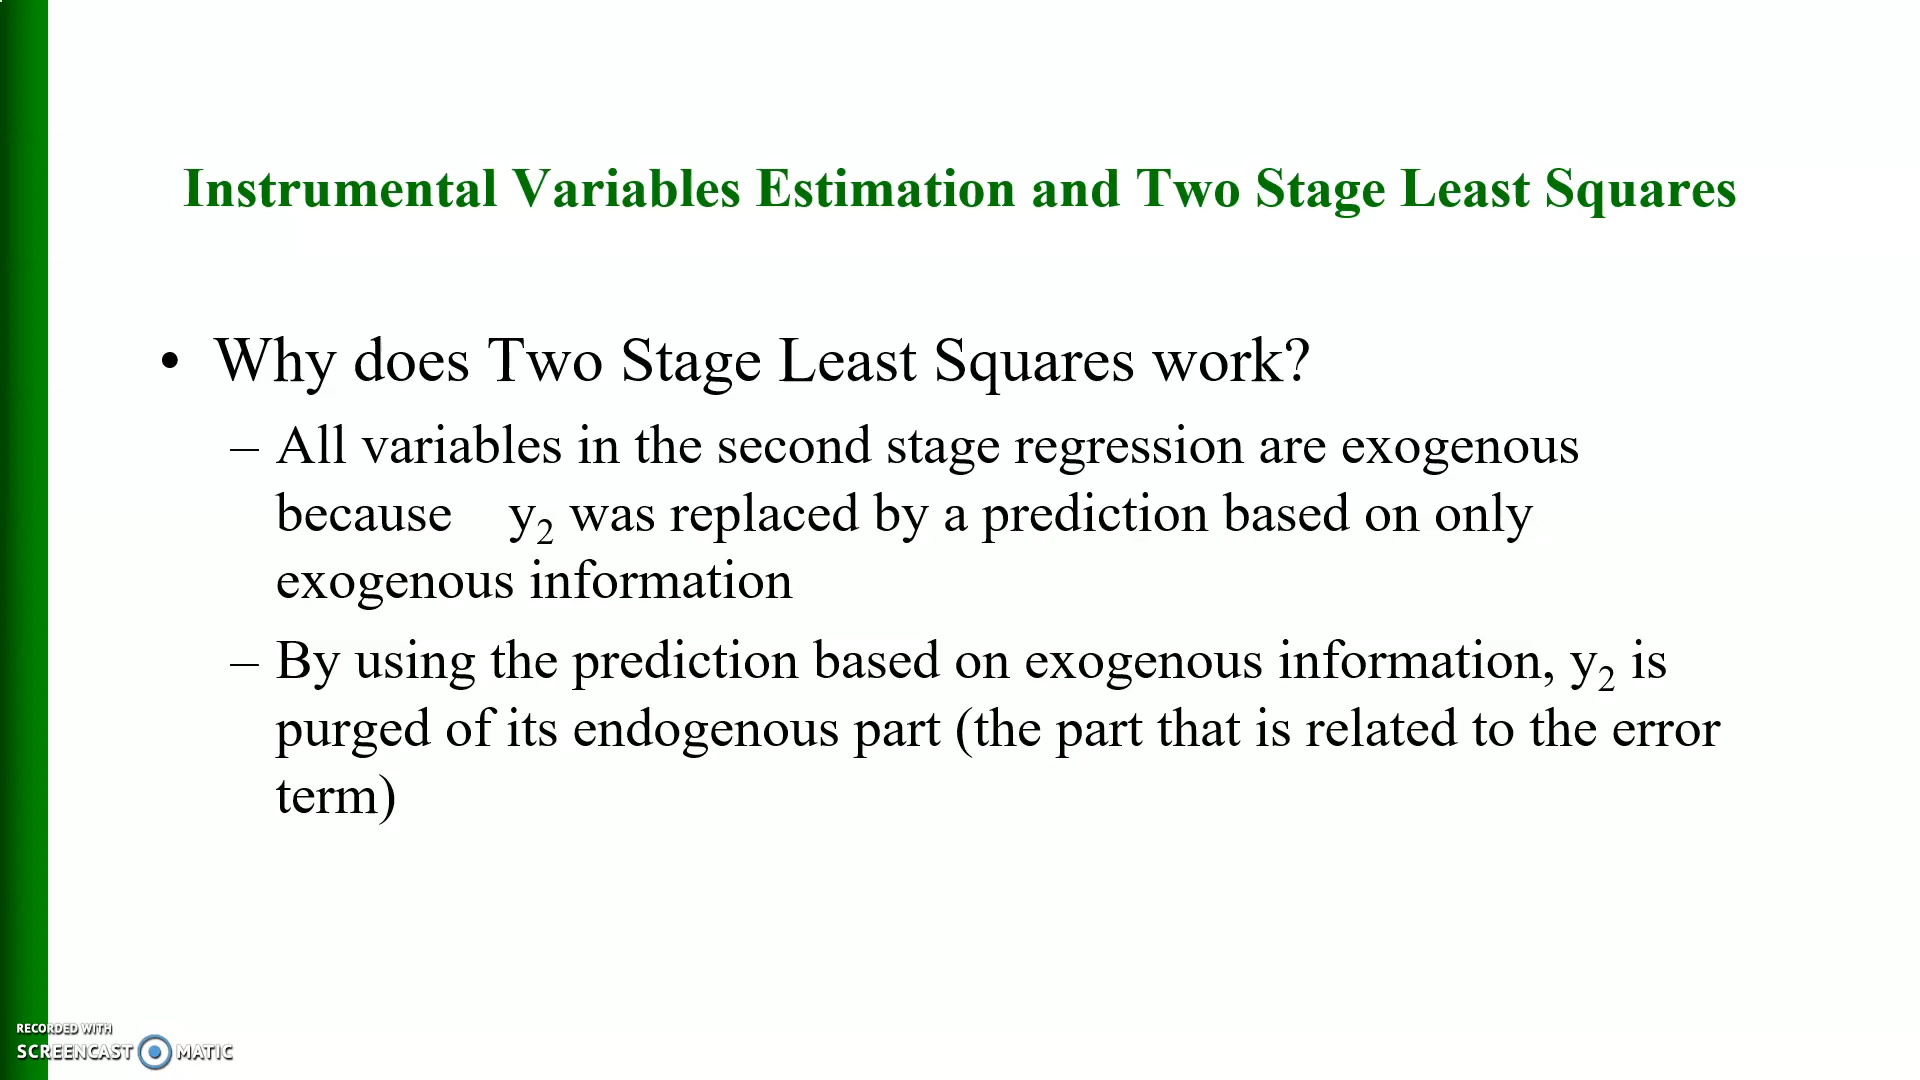 Instrumental Variables Estimation and Two Stage Least Squares
• Why does Two Stage Least Squares work?
– All variables in the second stage regression are exogenous
because y₂ was replaced by a prediction based on only
exogenous information
– By using the prediction based on exogenous information, y₂ is
purged of its endogenous part (the part that is related to the error
term)
RECORDED WITH
SCREENCAST MATIC